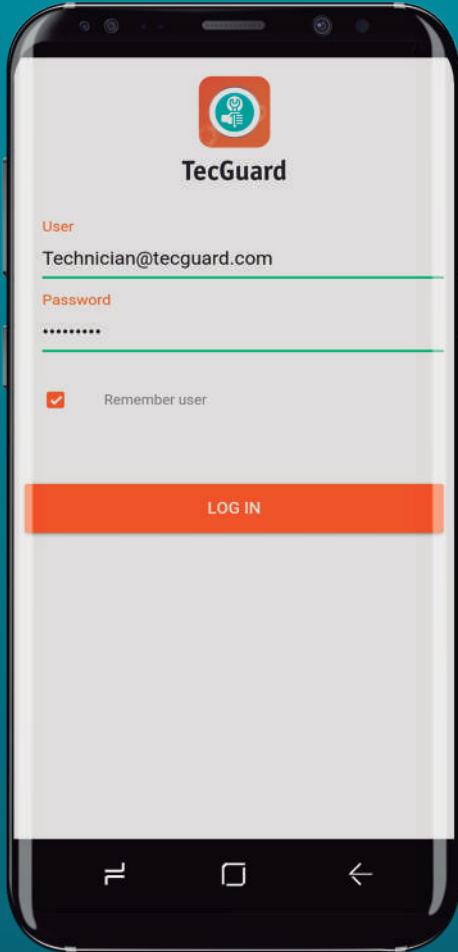 TecGuard
User
Technician@tecguard.com
Password
•••••••••
Remember user
LOG IN